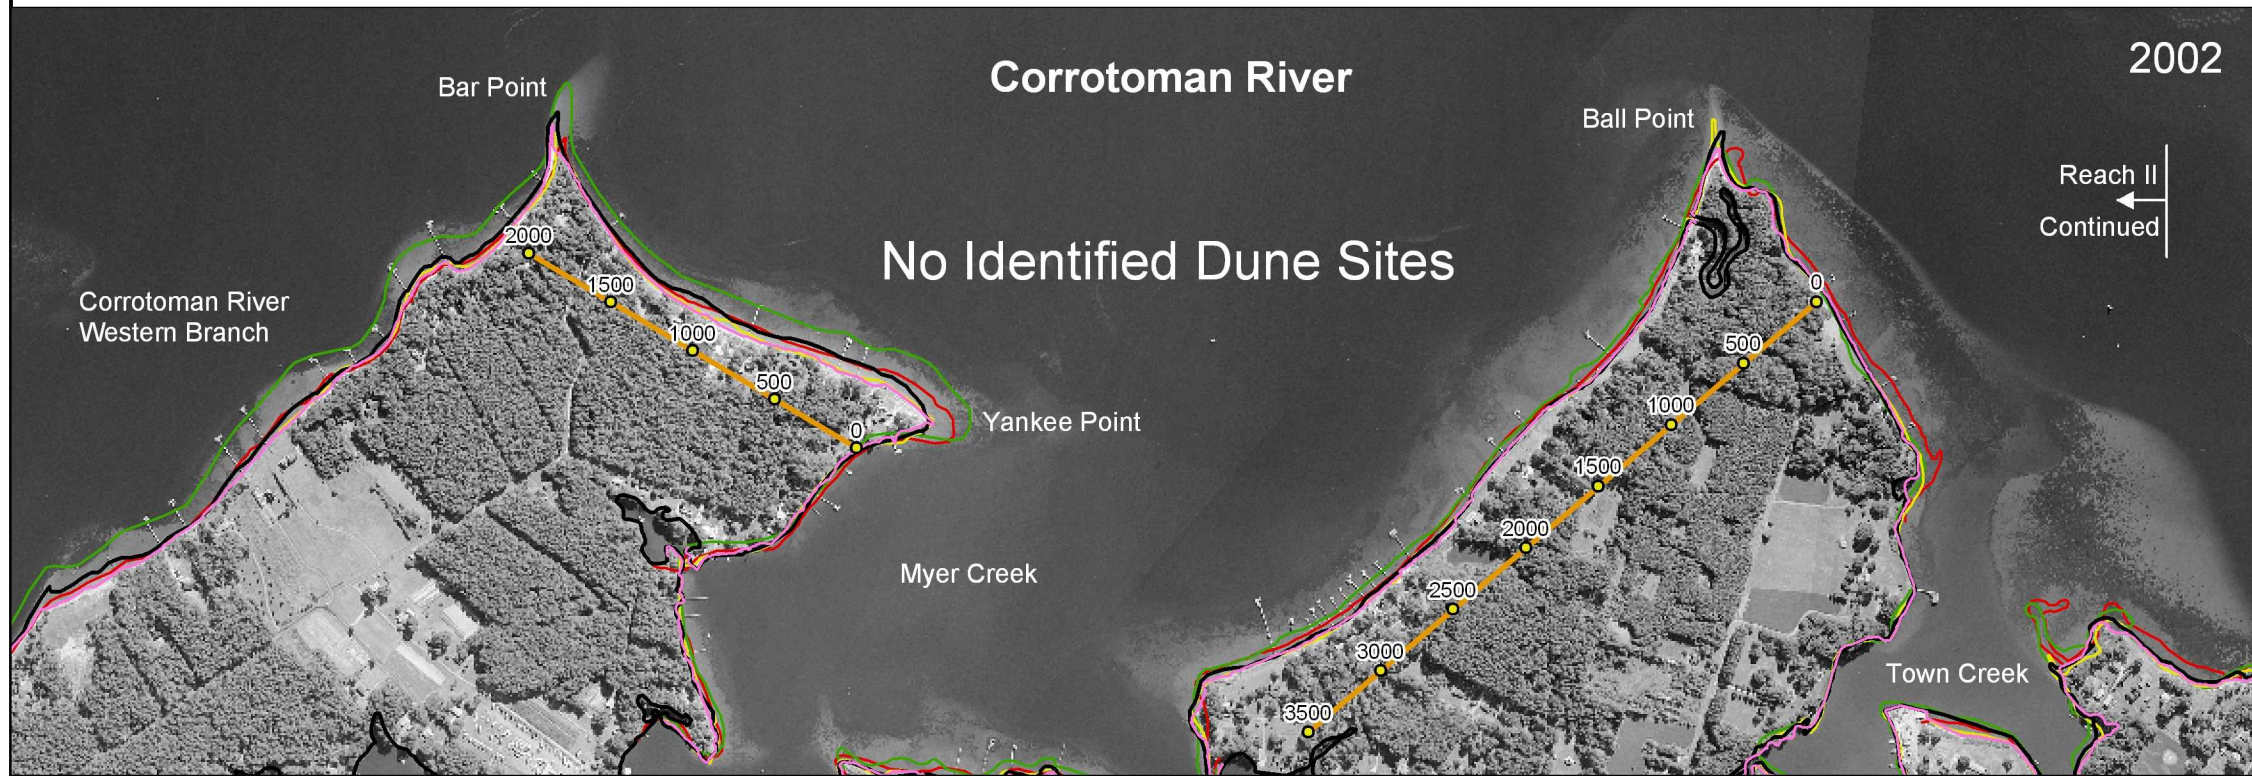 2002
Corrotoman River
Bar Point
Ball Point
Reach II
Continued
No Identified Dune Sites
Corrotoman River
Western Branch
2000
1500
1000
500
0
Yankee Point
0
500
1000
1500
2000
2500
3000
3500
Myer Creek
Town Creek